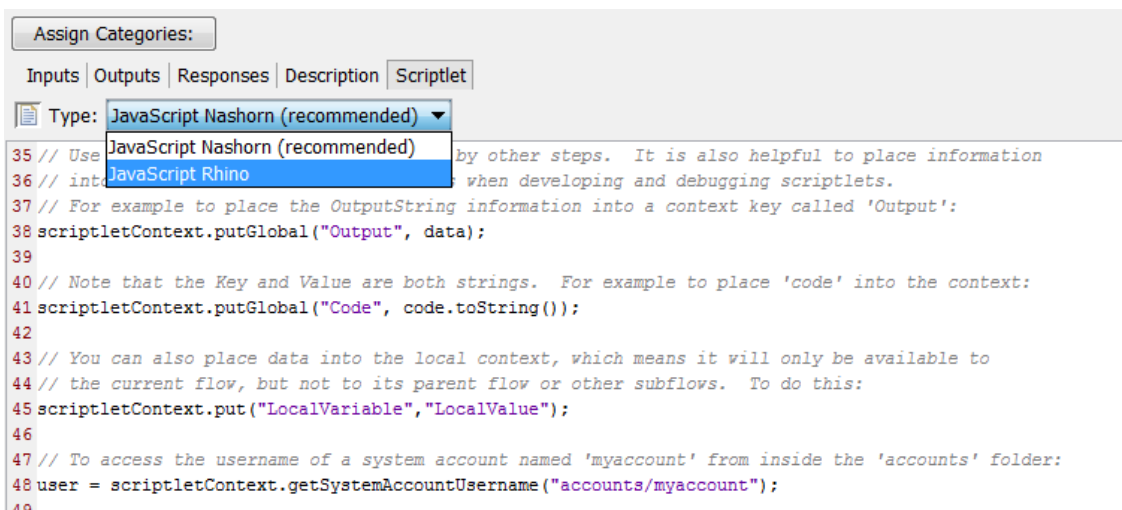 Assign Categories:
Inputs Outputs Responses Description Scriptlet
Type: JavaScript Nashorn (recommended)
JavaScript Nashorn (recommended)
JavaScript Rhino
35 // Use by other steps. It is also helpful to place information
36 // into when developing and debugging scriptlets.
37 // For example to place the OutputString information into a context key called 'Output':
38 scriptletContext.putGlobal("Output", data);
39
40 // Note that the Key and Value are both strings. For example to place 'code' into the context:
41 scriptletContext.putGlobal("Code", code.toString());
42
43 // You can also place data into the local context, which means it will only be available to
44 // the current flow, but not to its parent flow or other subflows. To do this:
45 scriptletContext.put("LocalVariable","LocalValue");
46
47 // To access the username of a system account named 'myaccount' from inside the 'accounts' folder:
48 user = scriptletContext.getSystemAccountUsername("accounts/myaccount");
49